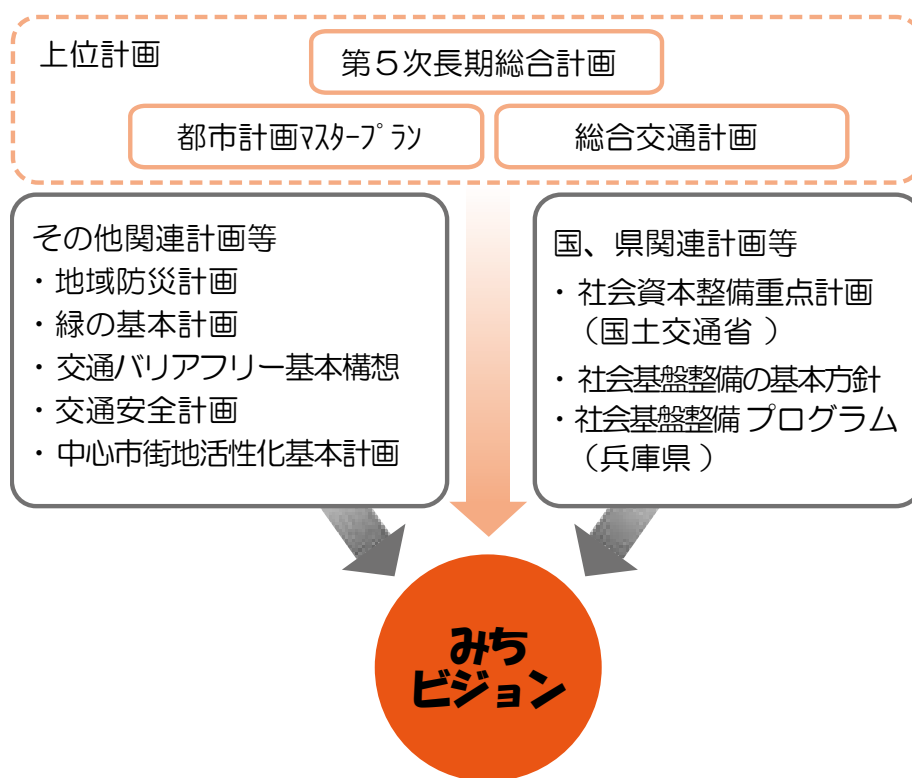 上位計画
第５次長期総合計画
都市計画ﾏｽﾀｰﾌﾟﾗﾝ
総合交通計画
その他関連計画等
・地域防災計画
・緑の基本計画
・交通バリアフリー基本構想
・交通安全計画
・中心市街地活性化基本計画
国、県関連計画等
・社会資本整備重点計画
（国土交通省）
・社会基盤整備の基本方針
・社会基盤整備プログラム
（兵庫県）
みち
ビジョン